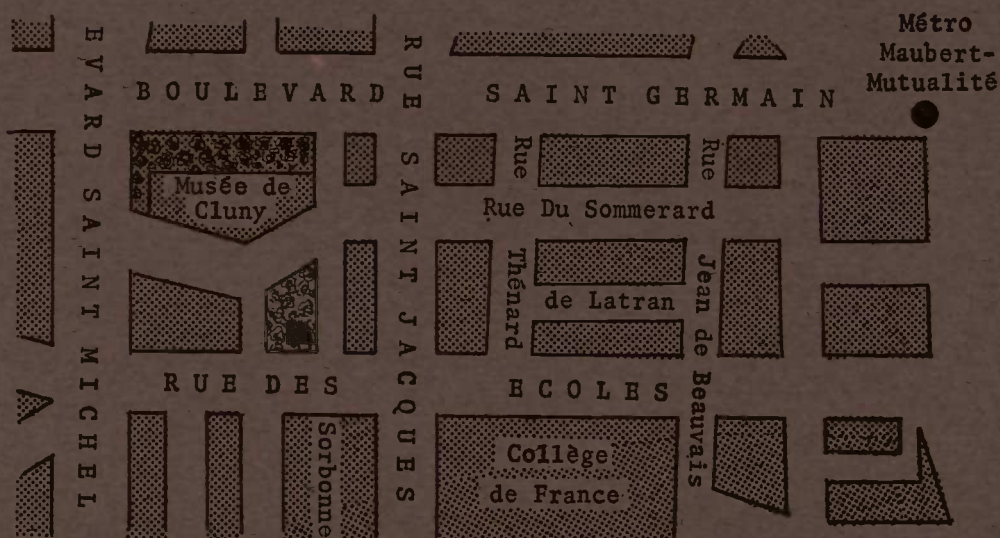 Métro
Maubert-
Mutualité
BOULEVARD
SAINT GERMAIN
EVARD SAINT MICHEL
RUE SAINT JACQUES
Musée de
Cluny
Rue
Thénard
Rue
Jean de Beauvais
Rue Du Sommerard
de Latran
RUE DES
ECOLES
Sorbonne
Collège
de France